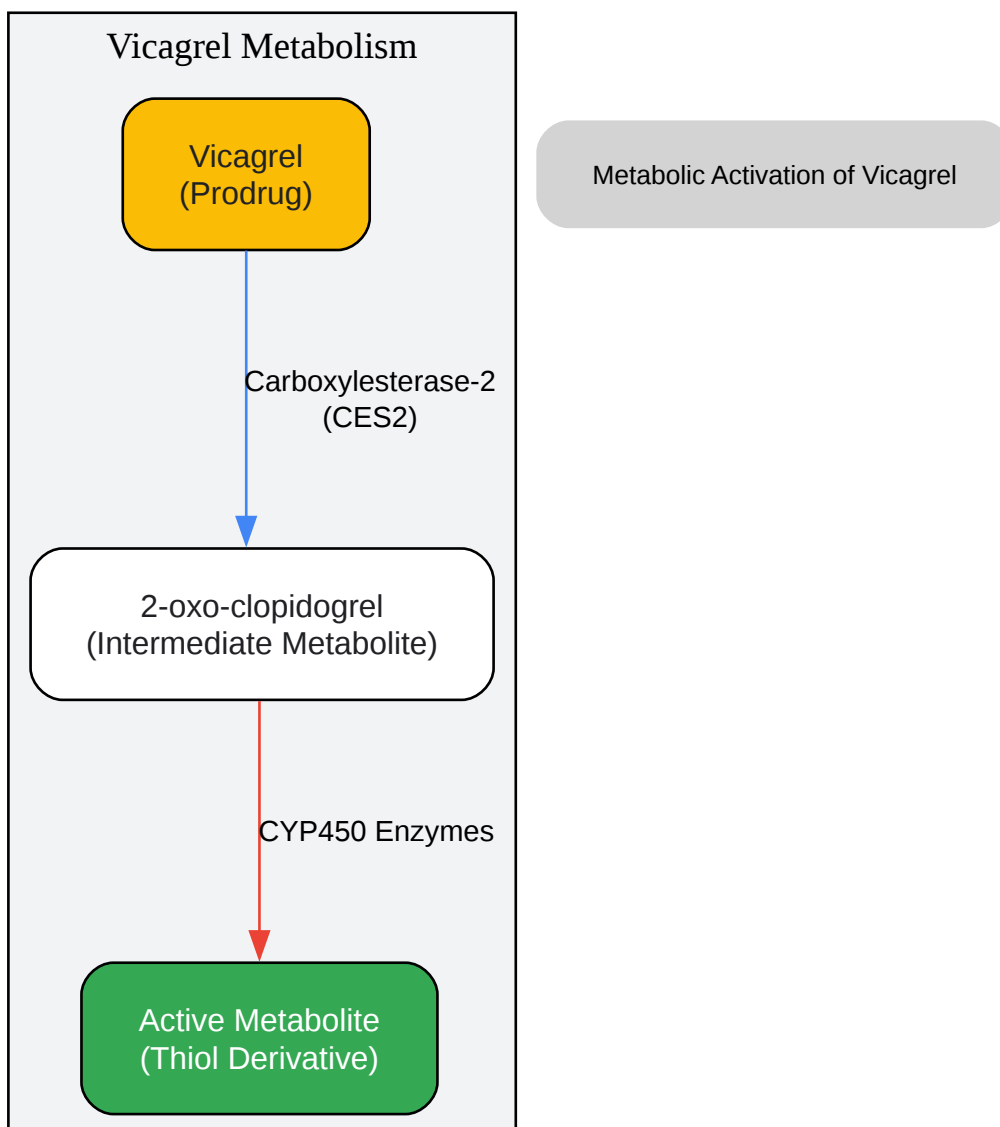 Vicagrel Metabolism
Vicagrel
(Prodrug)
Metabolic Activation of Vicagrel
Carboxylesterase-2
(CES2)
2-oxo-clopidogrel
(Intermediate Metabolite)
CYP450 Enzymes
Active Metabolite
(Thiol Derivative)